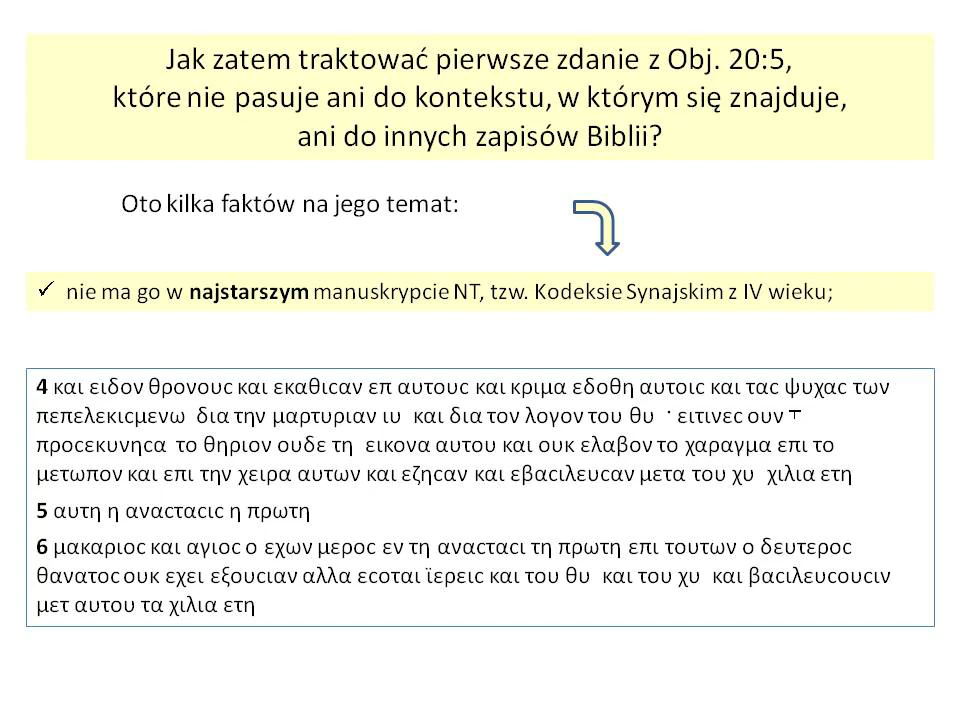 Jak zatem traktować pierwsze zdanie z Obj. 20:5,
które nie pasuje ani do kontekstu, w którym się znajduje,
ani do innych zapisów Biblii?
Oto kilka faktów na jego temat:
✓ nie ma go w najstarszym manuskrypcie NT, tzw. Kodeksie Synajskim z IV wieku;
4 και ειδον θρονουϲ και εκαθιϲαν επ αυτουϲ και κριμα εδοθη αυτοιϲ και ταϲ ψυχαϲ των
πεπελεκιϲμενω δια την μαρτυριαν ιυ και δια τον λογον του θυ ˙ ειτινεϲ ουν ⸆
προϲεκυνηϲα το θηριον ουδε τη εικονα αυτου και ουκ ελαβον το χαραγμα επι το
μετωπον και επι την χειρα αυτων και εζηϲαν και εβαϲιλευϲαν μετα του χυ χιλια ετη
5 αυτη η αναϲταϲιϲ η πρωτη
6 μακαριοϲ και αγιοϲ ο εχων μεροϲ εν τη αναϲταϲι τη πρωτη επι τουτων ο δευτεροϲ
θανατοϲ ουκ εχει εξουϲιαν αλλα εϲονται ϊερειϲ και του θυ και του χυ και βαϲιλευϲουϲιν
μετ αυτου τα χιλια ετη